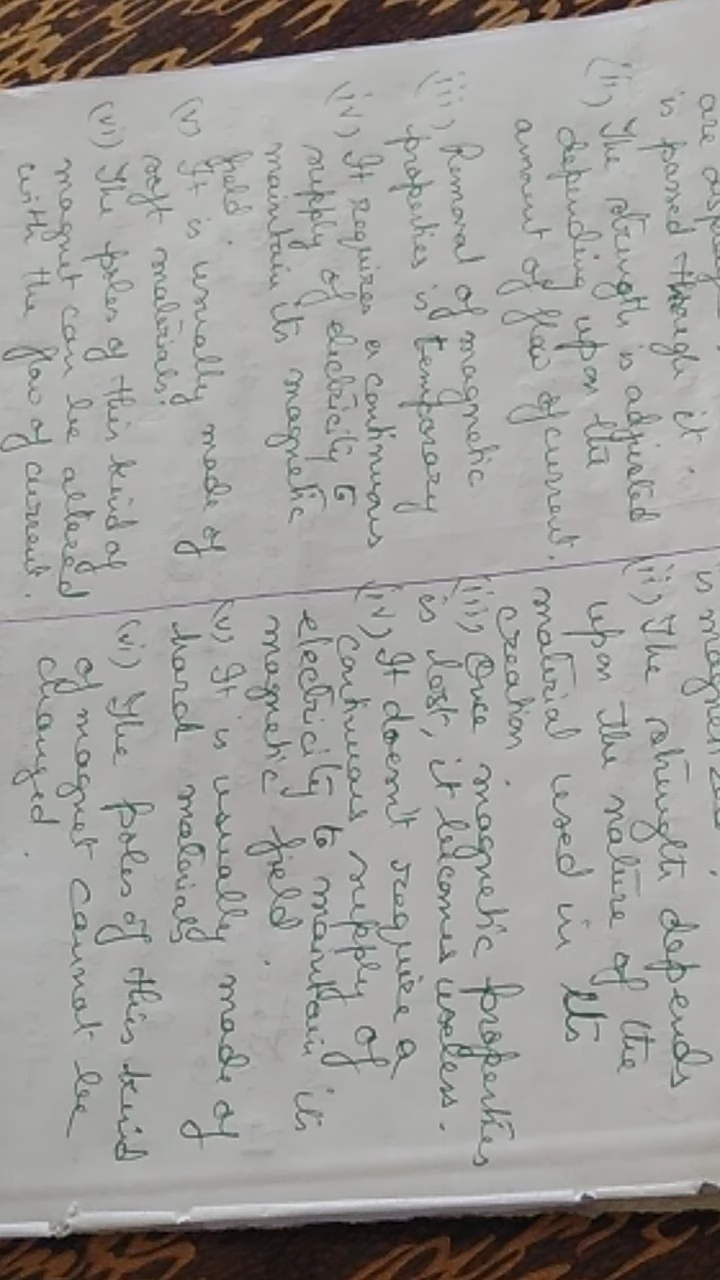 is passed through it.
(ii) The strength is adjusted
depending upon the
amount of flow of current.
(iii) Removal of magnetic
properties is temporary
(iv) It requires a continuous
supply of electricity to
maintain its magnetic
field.
(v) It is usually made of
soft materials.
(vi) The poles of this kind of
magnet can be altered
with the flow of current.
(ii) The strength depends
upon the nature of the
material used in its
creation.
(iii) Once magnetic properties
is lost, it becomes useless.
(iv) It doesn't require a
continuous supply of
electricity to maintain its
magnetic field.
(v) It is usually made of
hard materials
(vi) The poles of this kind
of magnet cannot be
changed.